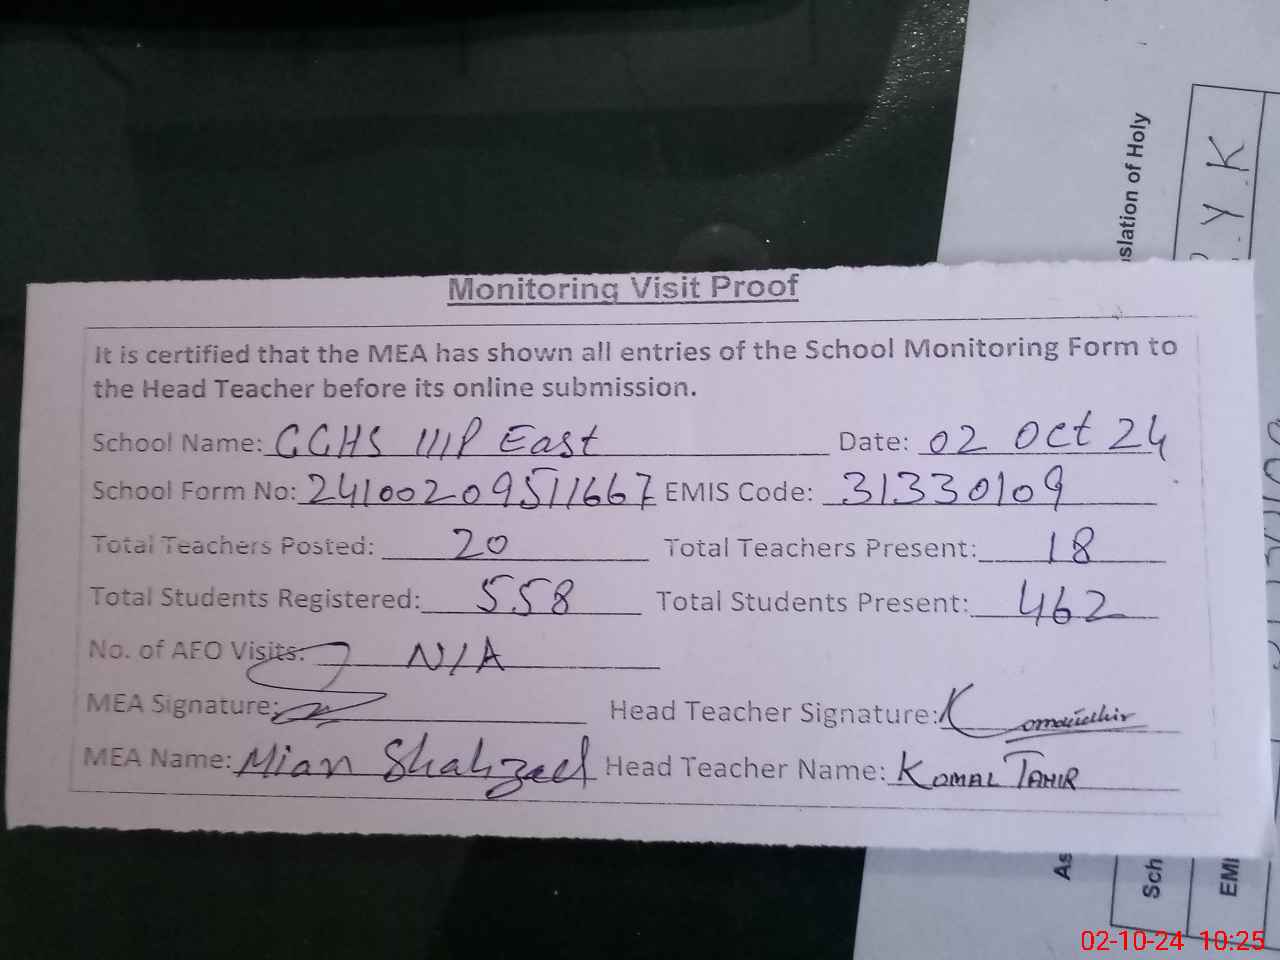 Monitoring Visit Proof
It is certified that the MEA has shown all entries of the School Monitoring Form to
the Head Teacher before its online submission.
School Name: GGHS 111P East Date: 02 Oct 24
School Form No: 24100209511667 EMIS Code: 31330109
Total Teachers Posted: 20 Total Teachers Present: 18
Total Students Registered: 558 Total Students Present: 462
No. of AEO Visits: N/A
MEA Signature:
Head Teacher Signature:
MEA Name: Mian Shahzad Head Teacher Name: KOMAL TAHIR
slation of Holy
Y.K
As
Sch
EMI
02-10-24 10:25